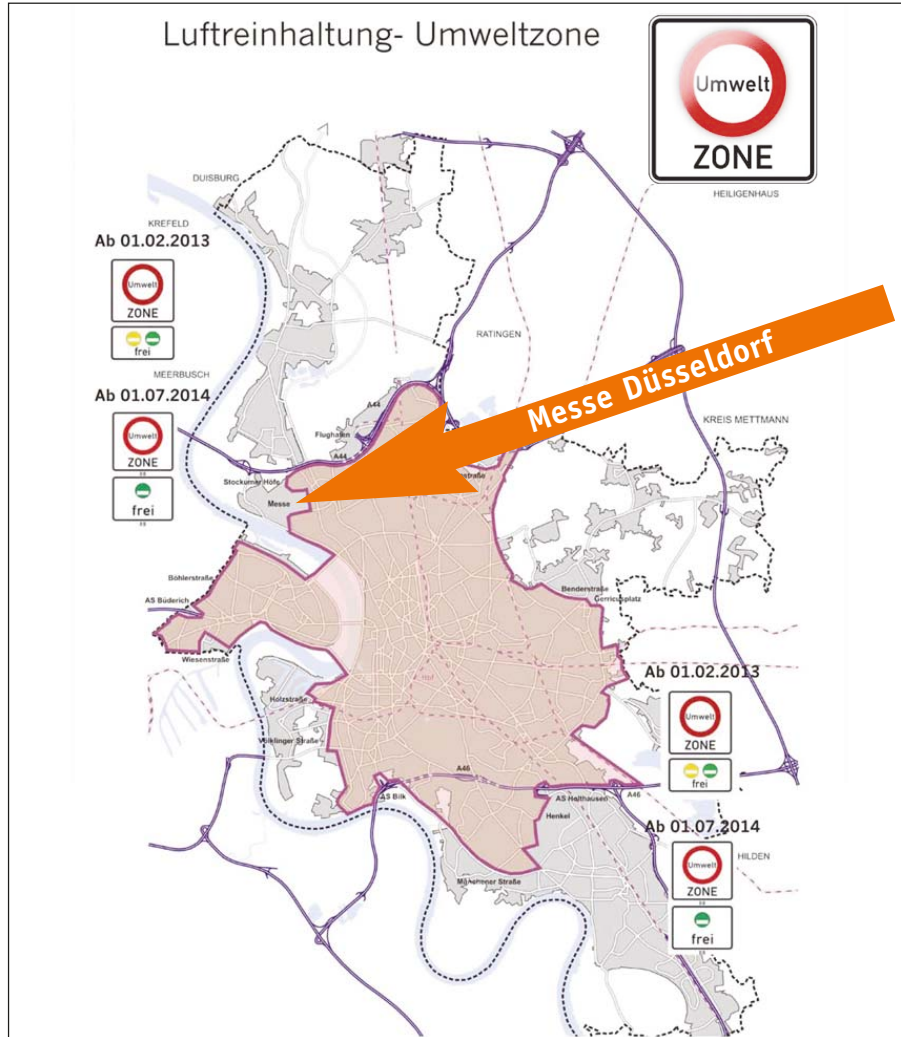 Luftreinhaltung- Umweltzone
Umwelt
ZONE
HEILIGENHAUS
DUISBURG
KREFELD
Ab 01.02.2013
Umwelt
ZONE
frei
MEERBUSCH
Ab 01.07.2014
Umwelt
ZONE
frei
RATINGEN
Messe Düsseldorf
KREIS METTMANN
A44
Flughafen
A44
Stockumer Höfe
Messe
Böhlerstraße
AS Büderich
Wiesenstraße
Benderstraße
Gerricusplatz
Hbf
Holzstraße
Völklinger Straße
Ab 01.02.2013
Umwelt
ZONE
frei
A46
AS Bilk
AS Holthausen
A46
Henkel
Ab 01.07.2014
HILDEN
Umwelt
ZONE
frei
Münchener Straße